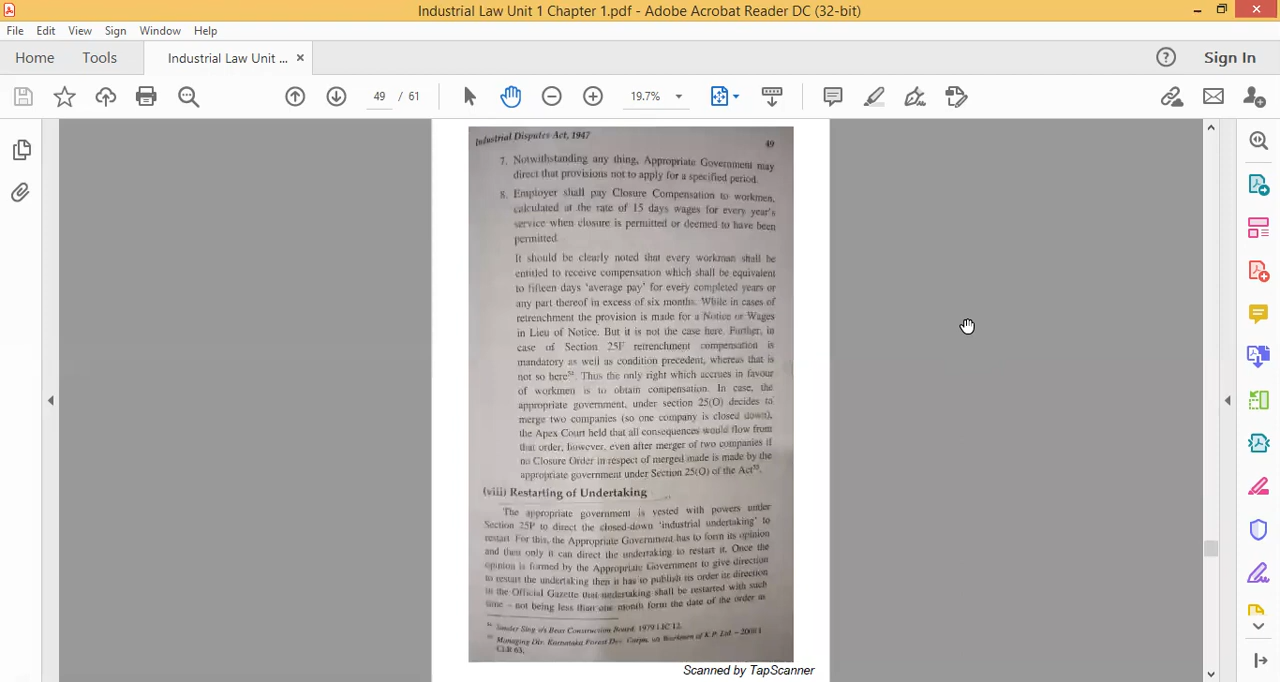 Industrial Law Unit 1 Chapter 1.pdf - Adobe Acrobat Reader DC (32-bit)
File Edit View Sign Window Help
Home Tools Industrial Law Unit ... × Sign In
49 / 61 19.7%
Industrial Disputes Act, 1947 49
7. Notwithstanding any thing, Appropriate Government may
direct that provisions not to apply for a specified period.
8. Employer shall pay Closure Compensation to workmen,
calculated at the rate of 15 days wages for every year's
service when closure is permitted or deemed to have been
permitted
It should be clearly noted that every workman shall be
entitled to receive compensation which shall be equivalent
to fifteen days 'average pay' for every completed years or
any part thereof in excess of six months. While in cases of
retrenchment the provision is made for a Notice or Wages
in Lieu of Notice. But it is not the case here. Further, in
case of Section 25F retrenchment compensation is
mandatory as well as condition precedent, whereas that is
not so here. Thus the only right which accrues in favour
of workmen is to obtain compensation. In case, the
appropriate government, under section 25(O) decides to
merge two companies (so one company is closed down),
the Apex Court held that all consequences would flow from
that order, however, even after merger of two companies if
no Closure Order in respect of merged made is made by the
appropriate government under Section 25(O) of the Act.
(viii) Restarting of Undertaking
The appropriate government is vested with powers under
Section 25P to direct the closed-down 'industrial undertaking' to
restart. For this, the Appropriate Government has to form its opinion
and then only it can direct the undertaking to restart it. Once the
opinion is formed by the Appropriate Government to give direction
to restart the undertaking then it has to publish its order its direction
in the Official Gazette that undertaking shall be restarted with such
time – not being less than one month form the date of the order as
Construction Board, 1979
Managing Dir. Karnataka Forest Dev. Corpn. Workmen of K.P. Ltd –
CLR 63.
Scanned by TapScanner